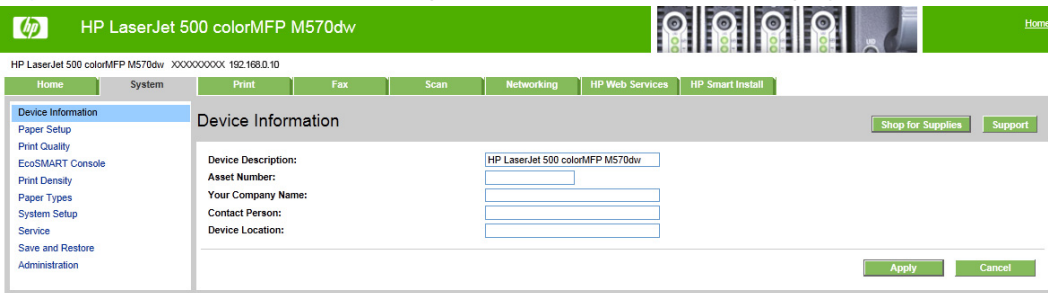 hp HP LaserJet 500 colorMFP M570dw
UID
Home
HP LaserJet 500 colorMFP M570dw XXXXXXXXX 192.168.0.10
Home System Print Fax Scan Networking HP Web Services HP Smart Install
Device Information
Paper Setup
Print Quality
EcoSMART Console
Print Density
Paper Types
System Setup
Service
Save and Restore
Administration
Device Information
Shop for Supplies Support
Device Description: HP LaserJet 500 colorMFP M570dw
Asset Number:
Your Company Name:
Contact Person:
Device Location:
Apply Cancel